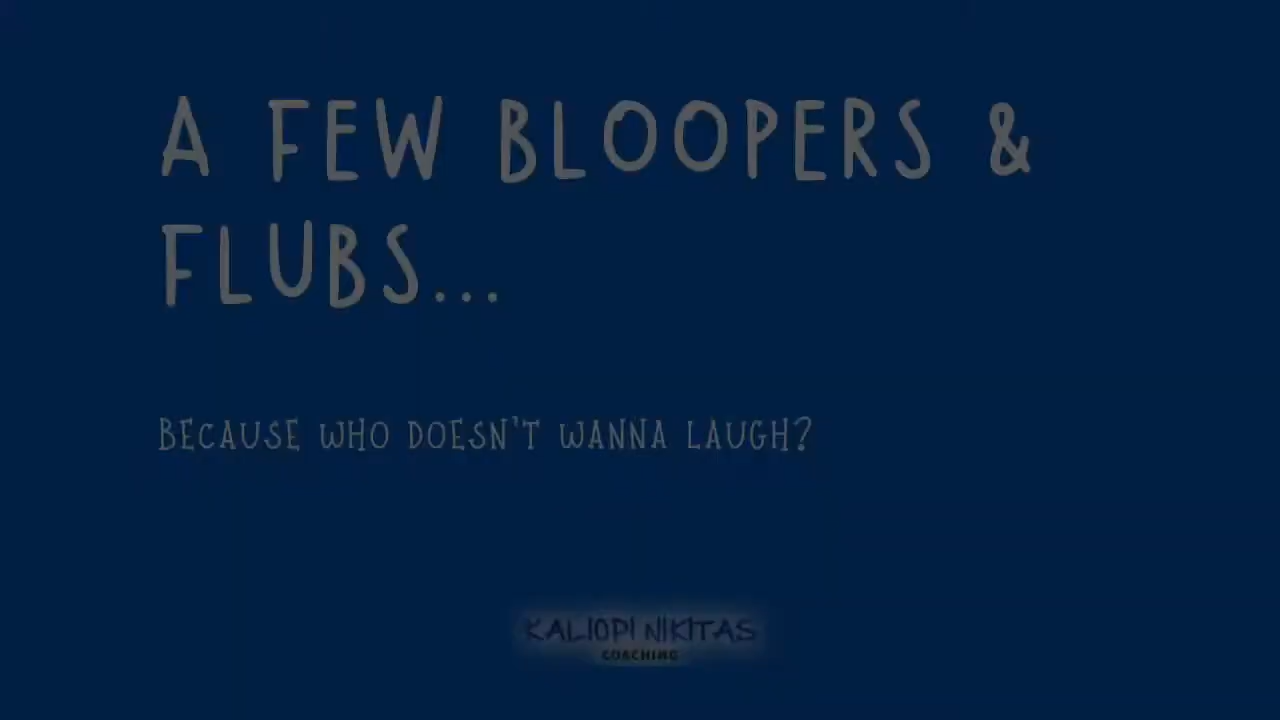 A FEW BLOOPERS &
FLUBS...
BECAUSE WHO DOESN'T WANNA LAUGH?
KALIOPI NIKITAS
COACHING